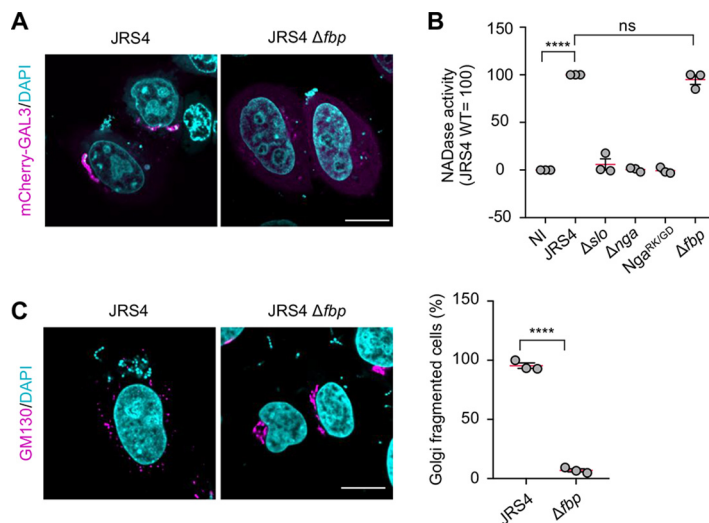 A
JRS4
JRS4 Δfbp
mCherry-GAL3/DAPI
B
NADase activity
(JRS4 WT= 100)
150
100
50
0
-50
ns
****
NI
JRS4
Δslo
Δnga
NgaRK/GD
Δfbp
C
JRS4
JRS4 Δfbp
GM130/DAPI
Golgi fragmented cells (%)
150
100
50
0
****
JRS4
Δfbp